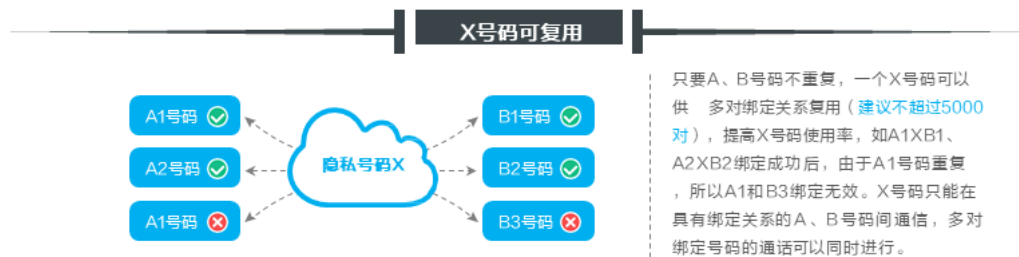 X号码可复用
A1号码
B1号码
A2号码
隐私号码X
B2号码
A1号码
B3号码
只要A、B号码不重复，一个X号码可以
供 多对绑定关系复用（建议不超过5000
对），提高X号码使用率，如A1XB1、
A2XB2绑定成功后，由于A1号码重复
，所以A1和B3绑定无效。X号码只能在
具有绑定关系的A、B号码间通信，多对
绑定号码的通话可以同时进行。